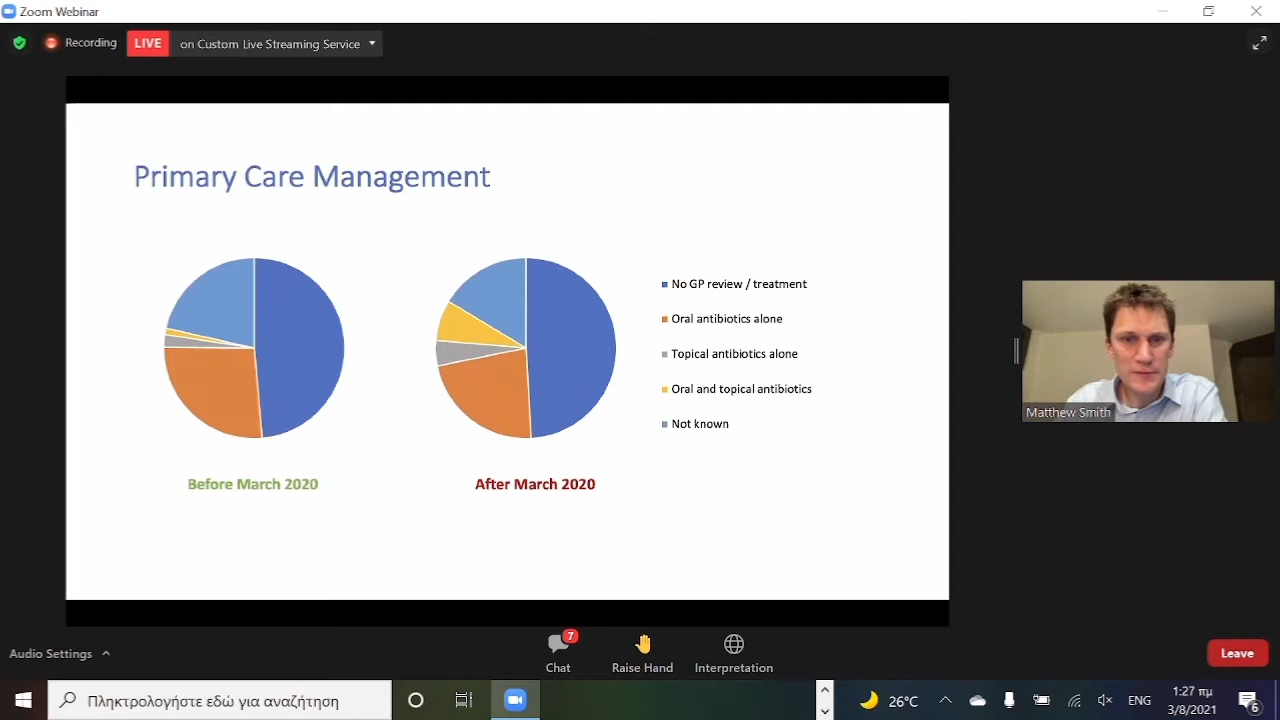 Zoom Webinar
Recording
LIVE
on Custom Live Streaming Service
Primary Care Management
No GP review / treatment
Oral antibiotics alone
Topical antibiotics alone
Oral and topical antibiotics
Not known
Before March 2020
After March 2020
Matthew Smith
Audio Settings
7
Chat
Raise Hand
Interpretation
Leave
Πληκτρολογήστε εδώ για αναζήτηση
26°C
ENG
1:27 πμ
3/8/2021
6